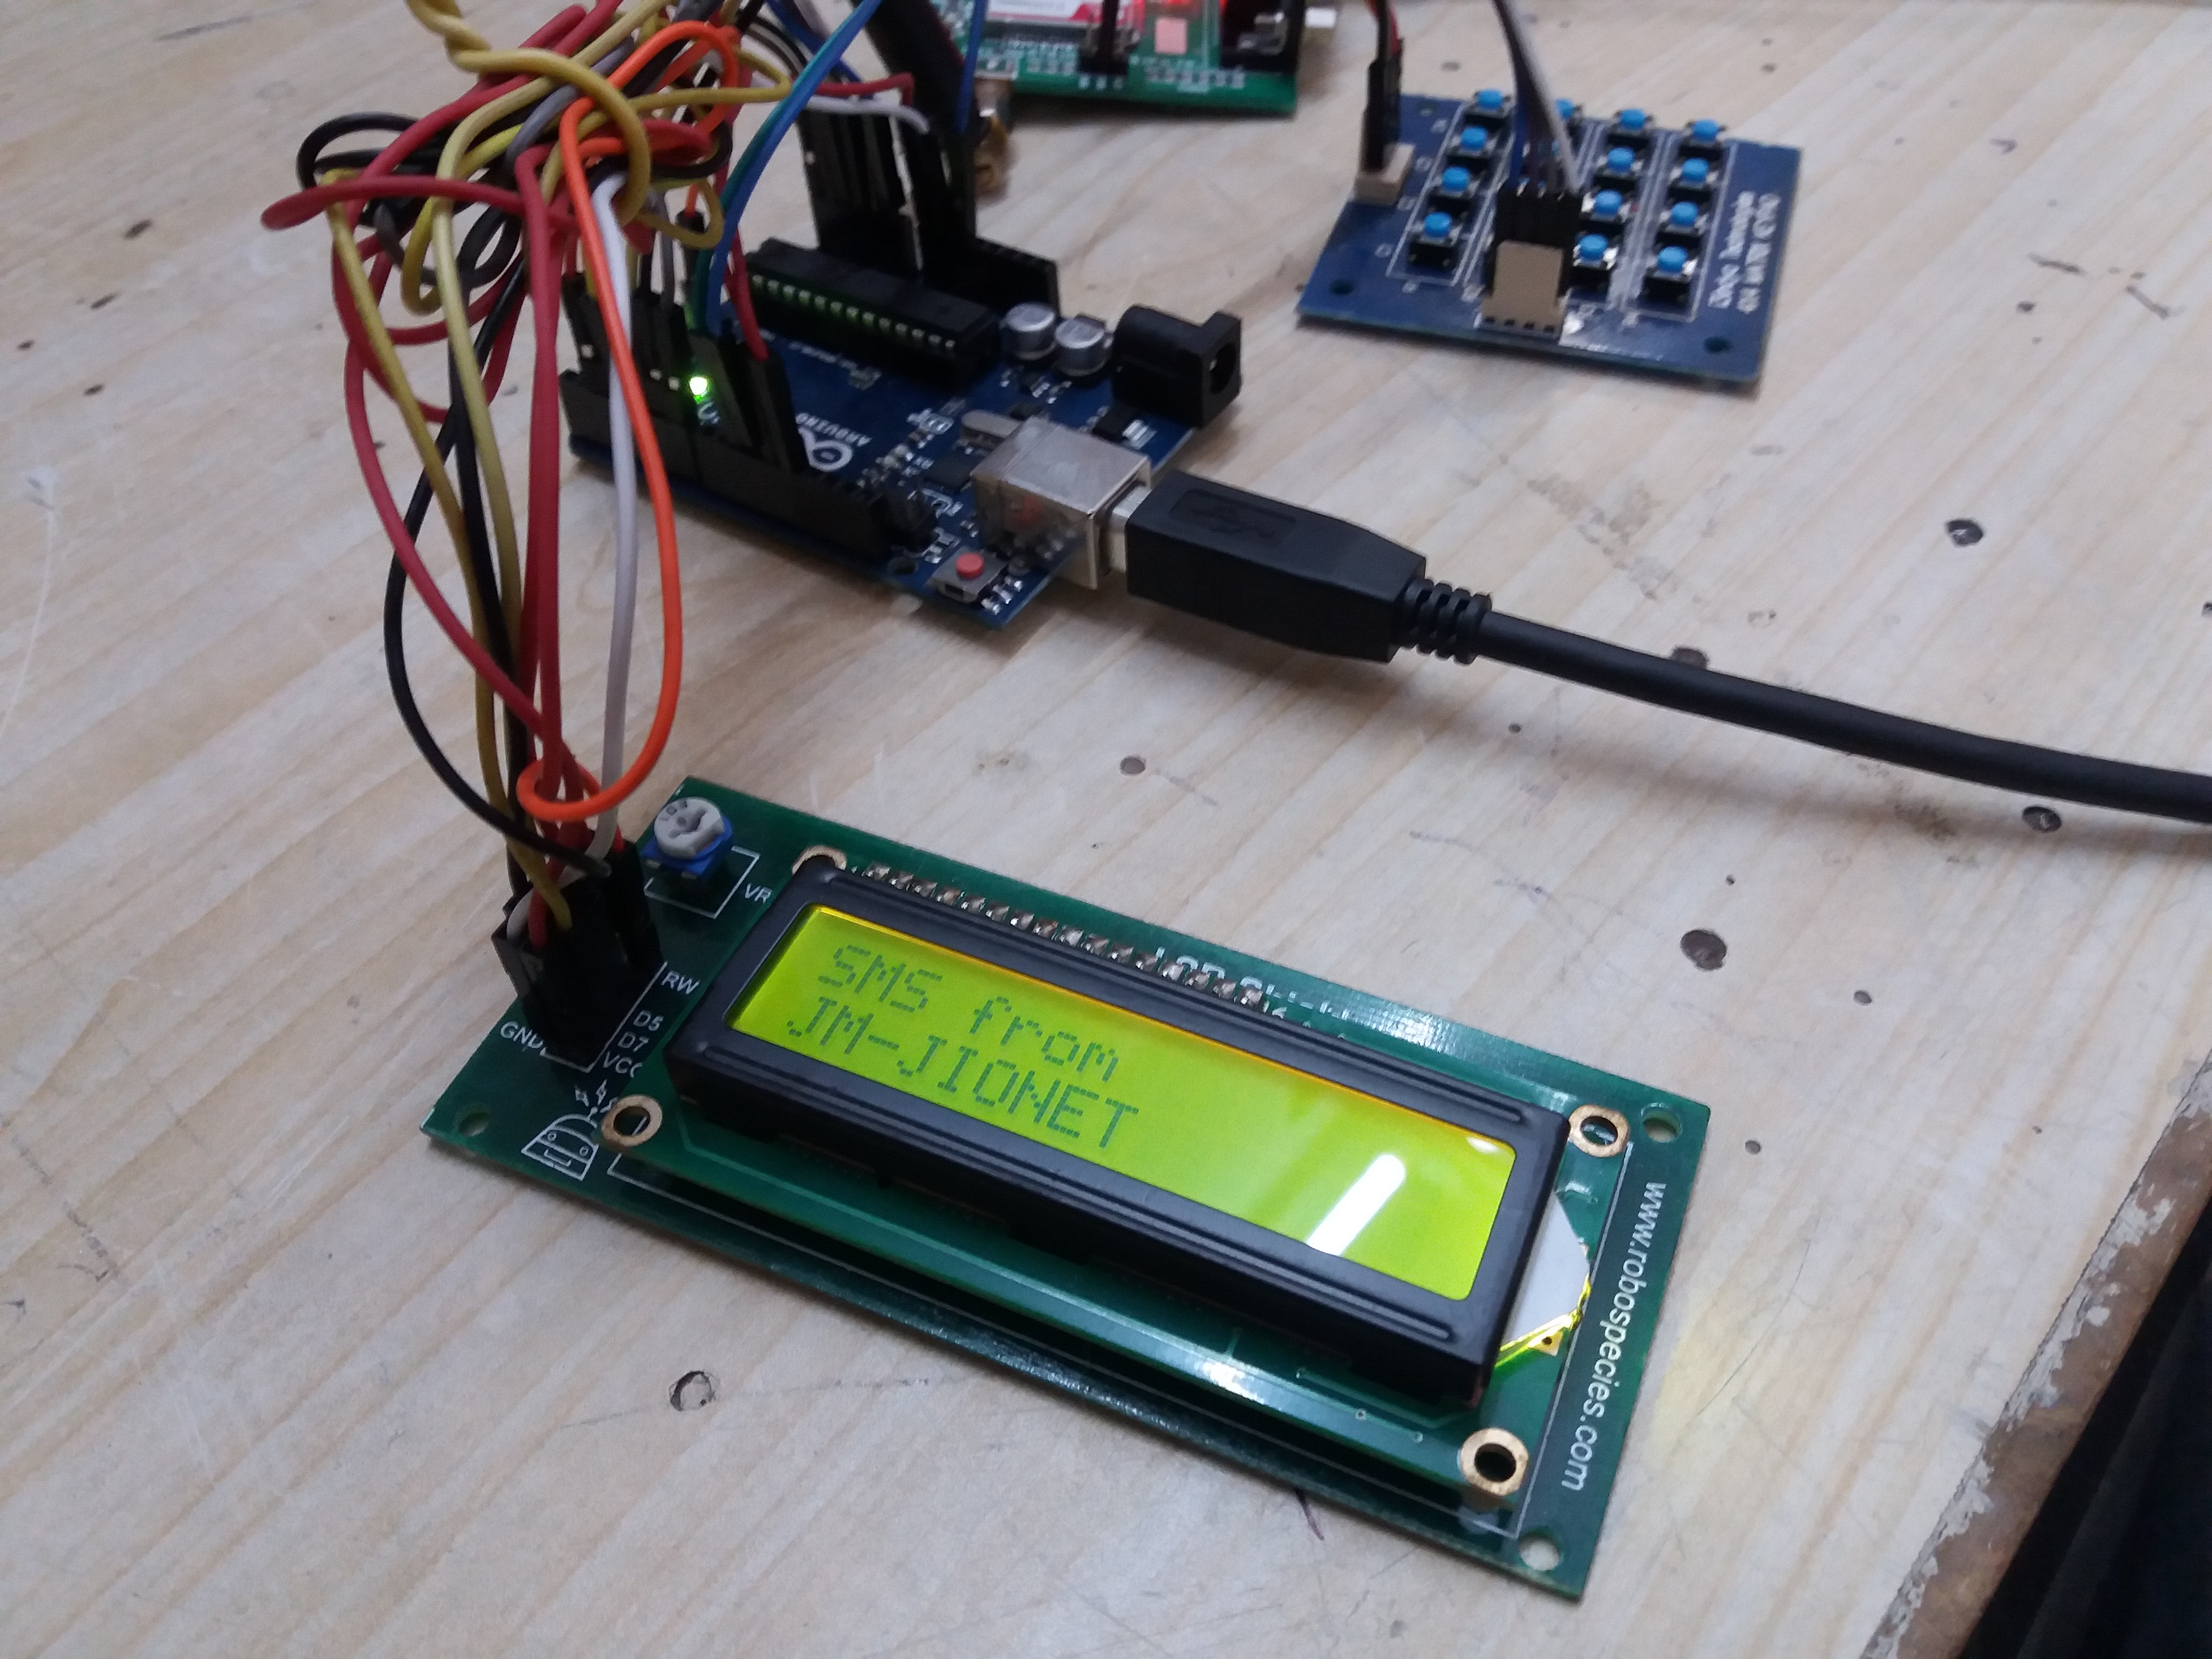 SMS from
JM-JIONET
VR
RW
D5
D7
VCC
GND
www.robospecies.com
ARDUINO